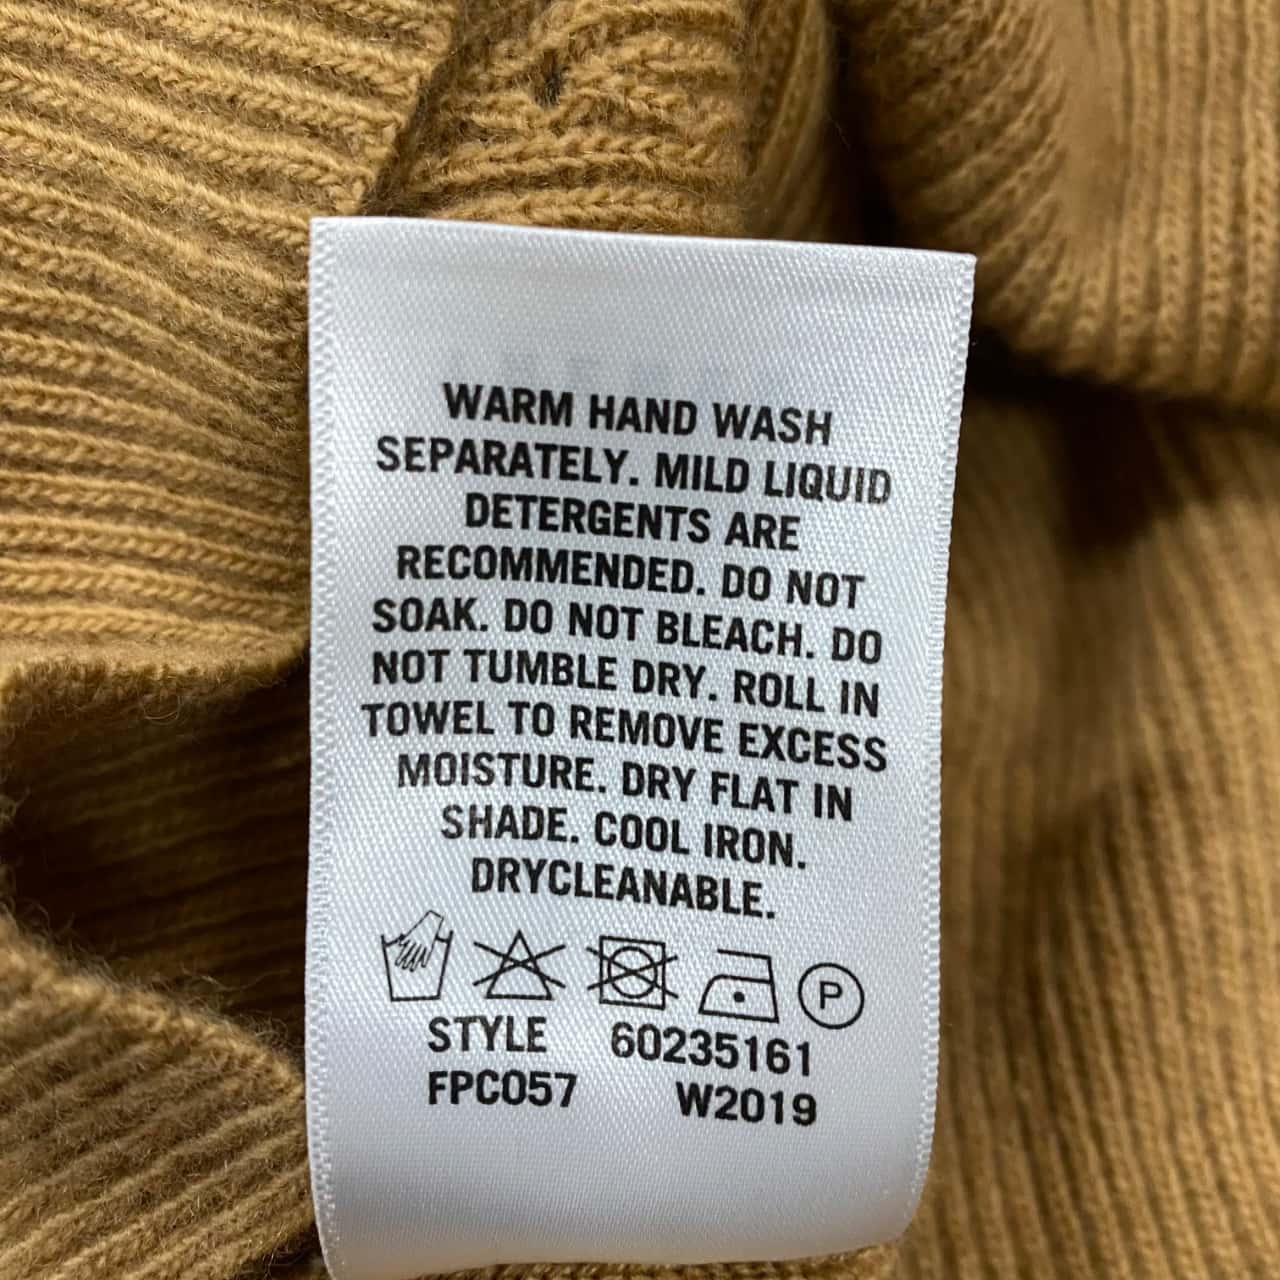 WARM HAND WASH
SEPARATELY. MILD LIQUID
DETERGENTS ARE
RECOMMENDED. DO NOT
SOAK. DO NOT BLEACH. DO
NOT TUMBLE DRY. ROLL IN
TOWEL TO REMOVE EXCESS
MOISTURE. DRY FLAT IN
SHADE. COOL IRON.
DRYCLEANABLE.
P
STYLE 60235161
FPC057 W2019